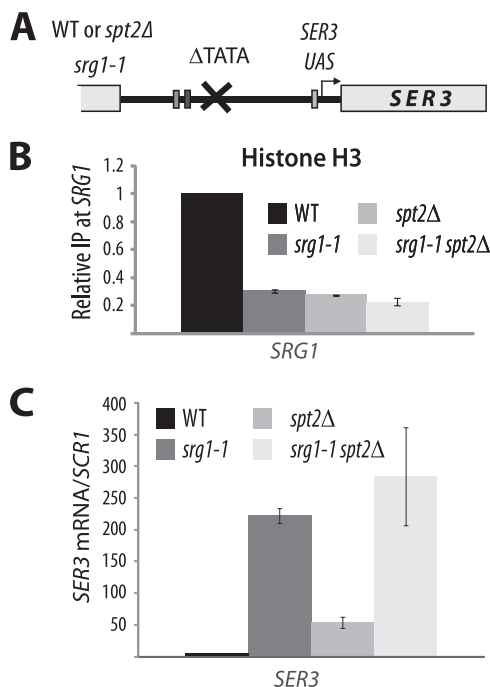 A
WT or spt2Δ
srg1-1
ΔTATA
SER3
UAS
SER3
B
Histone H3
Relative IP at SRG1
1.2
1
0.8
0.6
0.4
0.2
WT
spt2Δ
srg1-1
srg1-1 spt2Δ
SRG1
C
SER3 mRNA/SCR1
400
350
300
250
200
150
100
50
WT
spt2Δ
srg1-1
srg1-1 spt2Δ
SER3